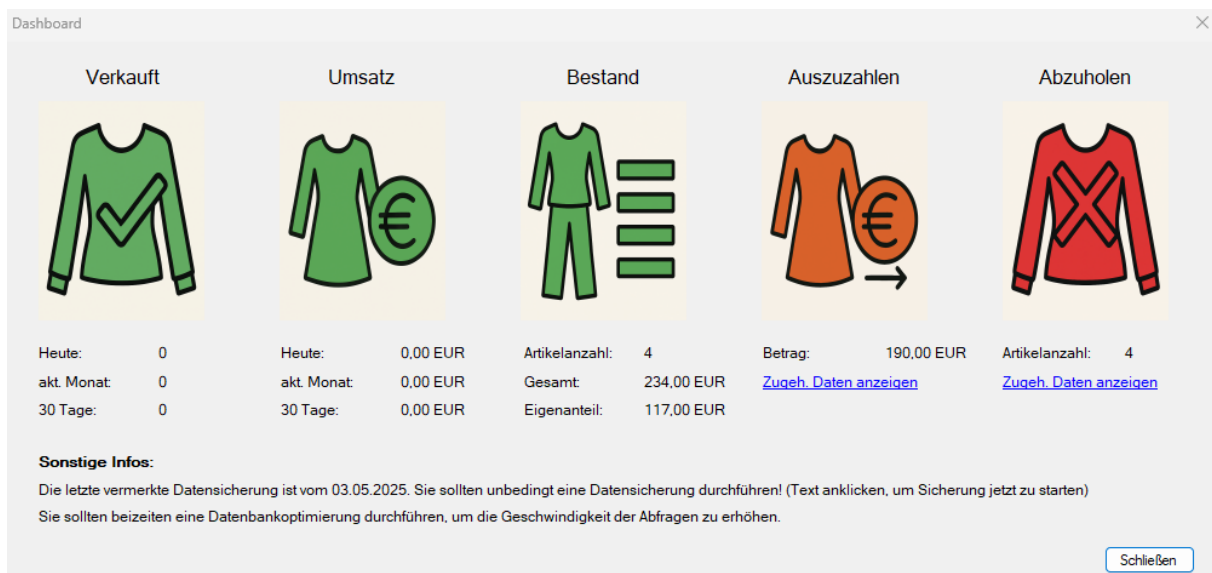 Dashboard
Verkauft Umsatz Bestand Auszuzahlen Abzuholen
€ €
Heute: 0 Heute: 0,00 EUR Artikelanzahl: 4 Betrag: 190,00 EUR Artikelanzahl: 4
akt. Monat: 0 akt. Monat: 0,00 EUR Gesamt: 234,00 EUR Zugeh. Daten anzeigen Zugeh. Daten anzeigen
30 Tage: 0 30 Tage: 0,00 EUR Eigenanteil: 117,00 EUR
Sonstige Infos:
Die letzte vermerkte Datensicherung ist vom 03.05.2025. Sie sollten unbedingt eine Datensicherung durchführen! (Text anklicken, um Sicherung jetzt zu starten)
Sie sollten beizeiten eine Datenbankoptimierung durchführen, um die Geschwindigkeit der Abfragen zu erhöhen.
Schließen